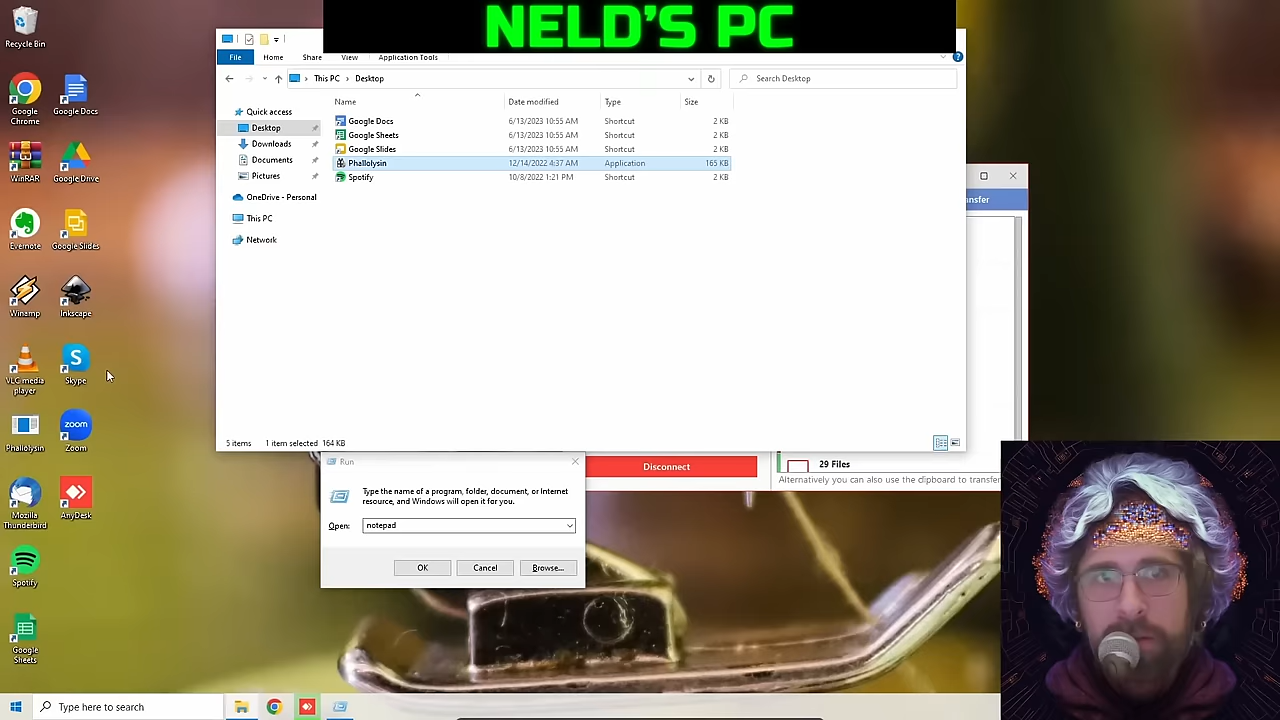 NELD'S PC
Recycle Bin
Google Chrome
Google Docs
WinRAR
Google Drive
Evernote
Google Slides
Winamp
Inkscape
VLC media player
Skype
Phallolysin
Zoom
zoom
Mozilla Thunderbird
AnyDesk
Spotify
Google Sheets
File Home Share View Application Tools
This PC > Desktop
Search Desktop
Quick access
Desktop
Downloads
Documents
Pictures
OneDrive - Personal
This PC
Network
Name Date modified Type Size
Google Docs 6/13/2023 10:55 AM Shortcut 2 KB
Google Sheets 6/13/2023 10:55 AM Shortcut 2 KB
Google Slides 6/13/2023 10:55 AM Shortcut 2 KB
Phallolysin 12/14/2022 4:37 AM Application 165 KB
Spotify 10/8/2022 1:21 PM Shortcut 2 KB
5 items 1 item selected 164 KB
nsfer
Disconnect
29 Files
Alternatively you can also use the clipboard to transfer
Run
Type the name of a program, folder, document, or Internet
resource, and Windows will open it for you.
Open: notepad
OK Cancel Browse...
Type here to search